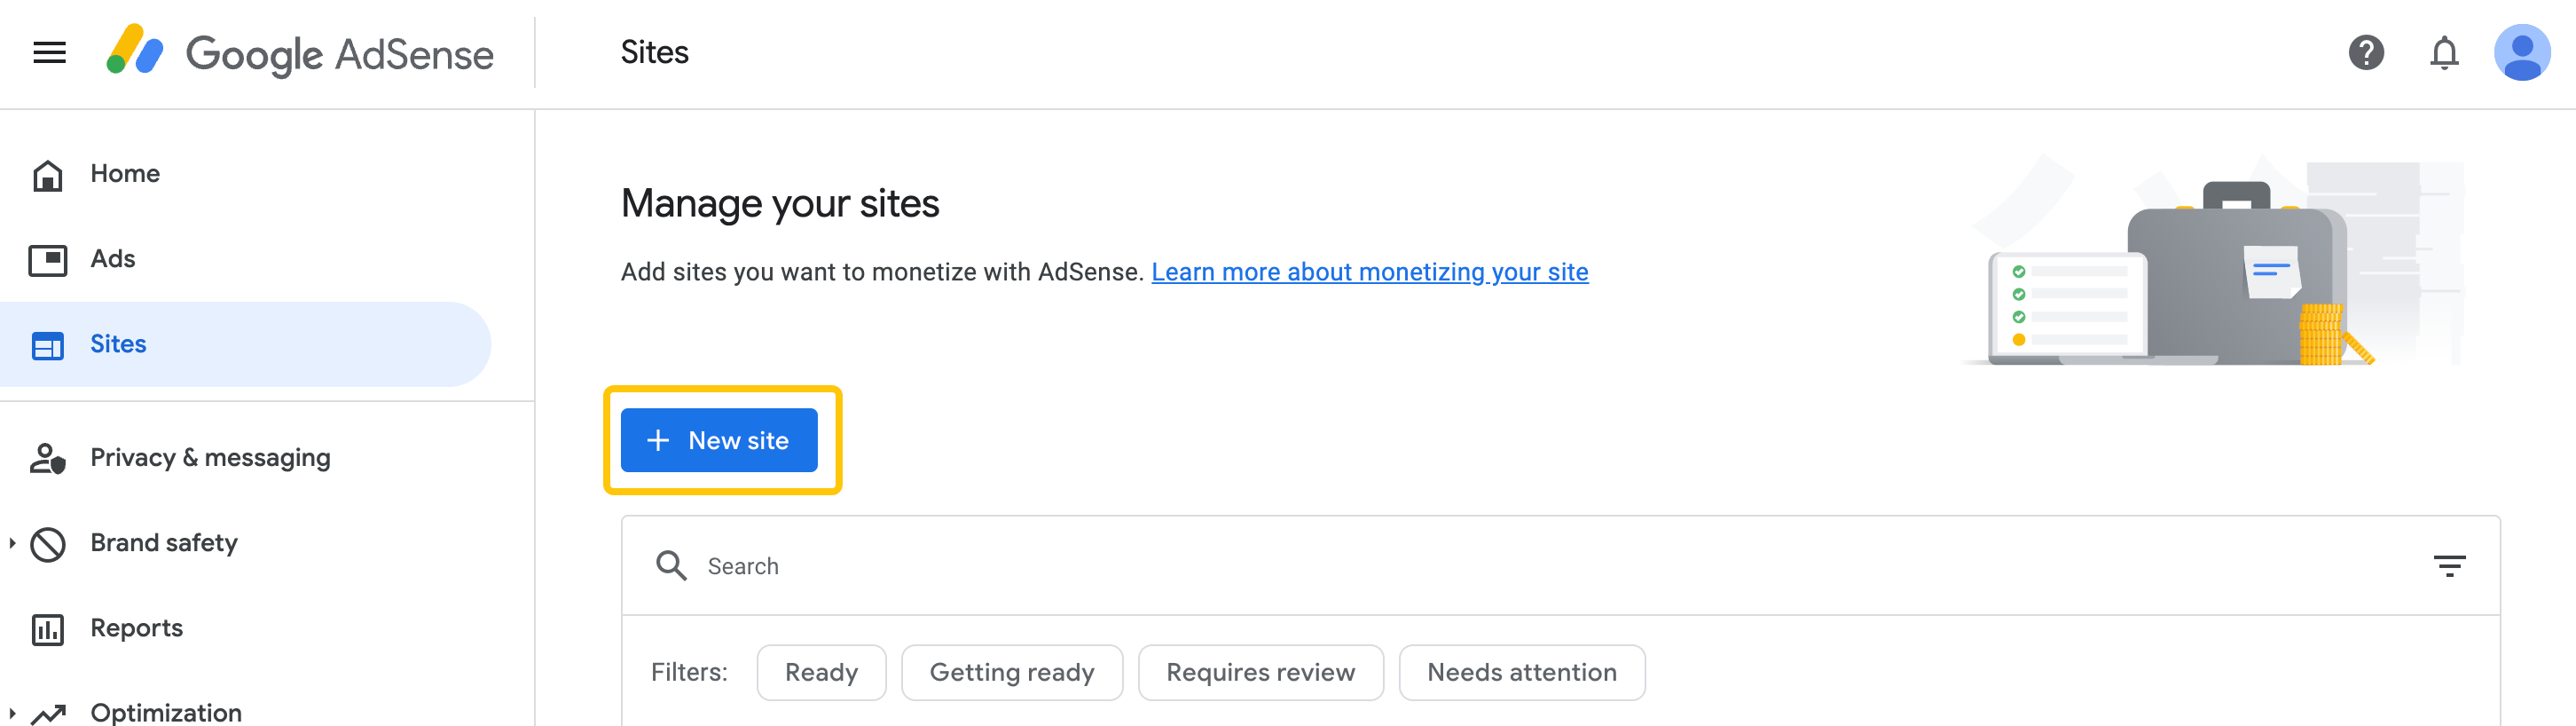 Google AdSense
Sites
Home
Ads
Sites
Privacy & messaging
Brand safety
Reports
Optimization
Manage your sites
Add sites you want to monetize with AdSense. Learn more about monetizing your site
+ New site
Search
Filters: Ready Getting ready Requires review Needs attention